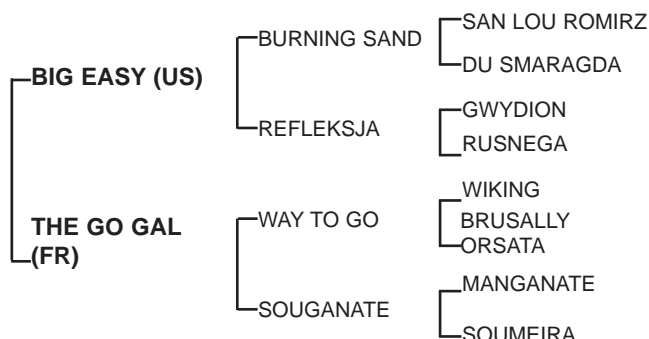 SAN LOU ROMIRZ
BURNING SAND
DU SMARAGDA
BIG EASY (US)
GWYDION
REFLEKSJA
RUSNEGA
WIKING
THE GO GAL
(FR)
WAY TO GO
BRUSALLY
ORSATA
MANGANATE
SOUGANATE
SOUMEIRA